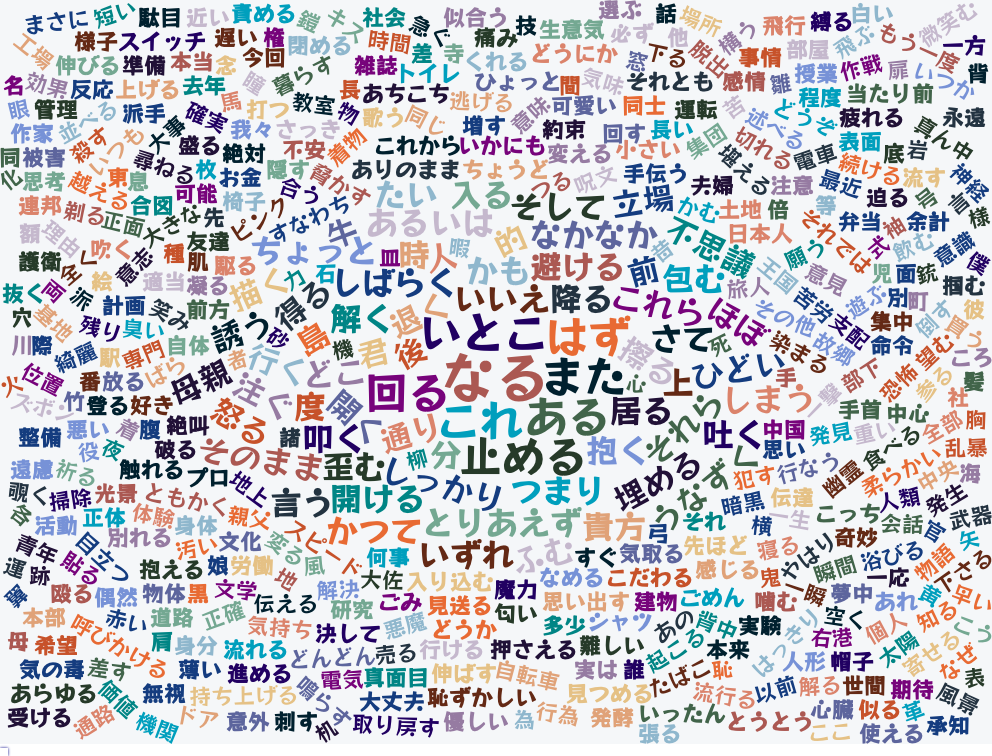 まさに 短い 駄目 近い 責める 鎧 キス 社会 急ぐ 似合う 技 生意気 選ぶ 話 場所 縛る 白い
工場 様子 スイッチ 遅い 権 閉める 時間 差 寺 痛み どうにか 必ず 他 脱出 構う 飛行 飛ぶ もう一度 微笑む 一方
伸びる 準備 本当 念 今回 雑誌 トイレ くれる 窓 下る 事情 部屋 作戦 扉 いつか 背
名 効果 反応 上げる 去年 瞳 暮らす 長 あちこち ひょっと 間 気味 それとも 感情 雛 授業 程度 当たり前
眼 管理 派手 確実 馬 打つ 教室 物 歌う 逃げる 同じ 増す 意味 可愛い 同士 運転 苦 どうぞ 疲れる 永遠
作家 並べる 大事 我々 さっき 着物 約束 回す 長い 集団 述べる 切れる 表面 真ん中
同 被害 殺す いつも 尋ねる 盛る 絶対 不安 これから いかにも 変える 小さい 電車 続ける 底 岩
化 思考 越える 東 息 枚 お金 隠す 脅かす ありのまま ちょうど つる 呪文 手伝う 夫婦 揺える 注意 最近 迫る 流す 神経
連邦 剃る 正面 合図 可能 椅子 合う たい 入る そして 立場 かむ 土地 倍 等 弁当 袖 余計 局 言 様
額 理由 大きな 先 ピンク すなわち 牛 あるいは 的 なかなか 不思議 日本人 それでは 飲む 意識 僕
護衛 全く 吹く 意 お 種 友達 肌 ちょっと 皿 時 人 暇 かも 避ける 前 昔 包む 王国 願う 意見 児 面 銃 掴む
抜く 両 派 絵 適当 凝る 駆る 描く 力 石 しばらく いいえ 降る これら ほぼ 旅人 その他 苦労 遊ぶ 別 町 彼
穴 基地 計画 笑み 前方 誘う 得る 解く 退く いとこ はず さて 死 故郷 支配 集中 倒す 買う
川 際 綺麗 残り 臭い 自体 砂 島 機 君 後 撫る ひどい 染まる 命令 望む ころ
火 位置 駅 専門 ばら 者 行く どこ 回る なる また 心 上 手 一撃 部下 恐怖 参る 髪
スポーツ 竹 番 放る 登る 好き 母親 注ぐ 度 開く これ ある 居る それら しまう 手首 中心 社
整備 悪い 着 腹 絶叫 怒る 諸 叩く 通り 止める 吐く 中国 発見 重い 全部 胸
役 夜 破る そのまま 歪む 柳 分 抱く 思い 食べる 乱暴
遠慮 祈る 触れる プロ 地上 しっかり つまり 埋める うなずく 犯す 行なう 幽霊 柔らかい 中央 海
覗く 掃除 光景 ともかく 言う 開ける 暗黒 伝達 人類 発生
各 活動 正体 体験 身体 親父 かつて とりあえず 貴方 弓 それ 横 一生 こっち 会話 官 武器
青年 目立つ 別れる 汚い 文化 スピード いずれ ふむ すぐ 気取る 先ほど 寝る やはり 奇妙 矢
運 跡 貼る 抱える 娘 労働 変る 風 何事 なめる こだわる 感じる 鬼 瞬間 浴びる 物語 下さる
殴る 偶然 物体 黒 文学 地 解決 大佐 入り込む 魔力 思い出す 建物 ごめん 噛む 一瞬 夢中 一応 あれ 黄 早い
本部 赤い 道路 正確 伝える 研究 ごみ 見送る 匂い 多少 シャツ あの 背中 実験 はっきり 空く 個人 知る こう
母 希望 呼びかける 肩 身分 気持ち 決して 悪魔 どうか 押さえる 難しい 起こる 本来 右 港 太陽 寄せる なぜ
気の毒 差す 流れる どんどん 売る 行ける 実は 誰 人形 帽子 表
あらゆる 価値 薄い 進める 電気 真面目 伸ばす 自転車 見つめる たばこ 恥 以前 解る 世間 期待 風景
受ける 通路 機関 無視 持ち上げる 鳴らす 大丈夫 恥ずかしい 行為 発酵 いったん 流行る 心臓 似る 革
ドア 意外 刺す 机 取り戻す 優しい 為 張る とうとう ここ 使える 承知